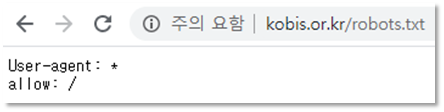 주의 요함 | kobis.or.kr/robots.txt
User-agent: *
allow: /